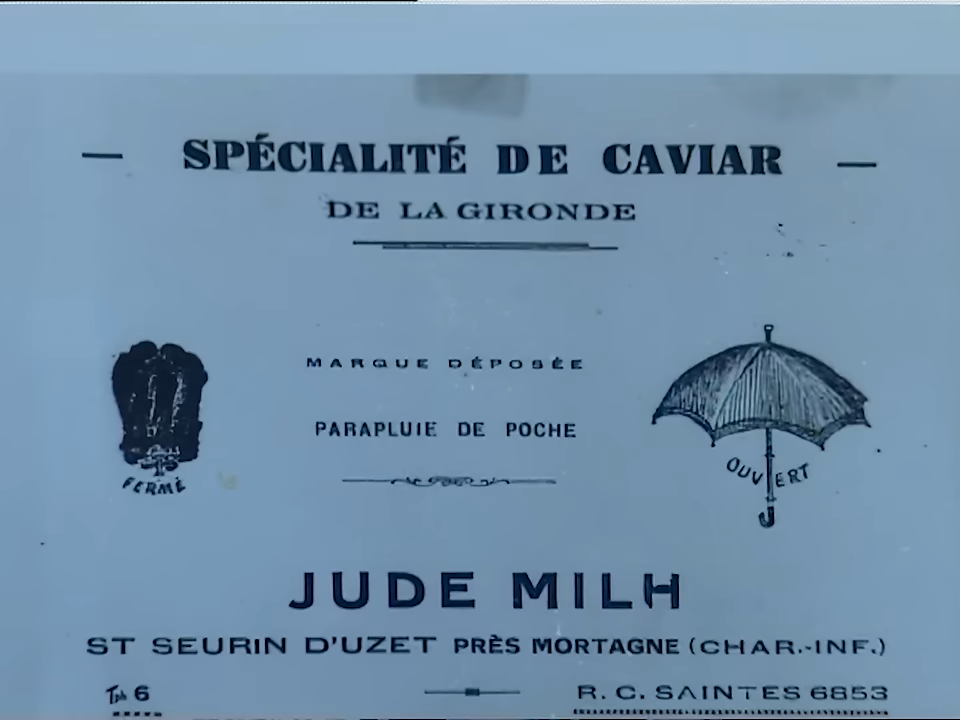 — SPÉCIALITÉ DE CAVIAR —
DE LA GIRONDE
MARQUE DÉPOSÉE
PARAPLUIE DE POCHE
FERMÉ
OUVERT
JUDE MILH
ST SEURIN D'UZET PRÈS MORTAGNE (CHAR.-INF.)
Tph 6
R. C. SAINTES 6853